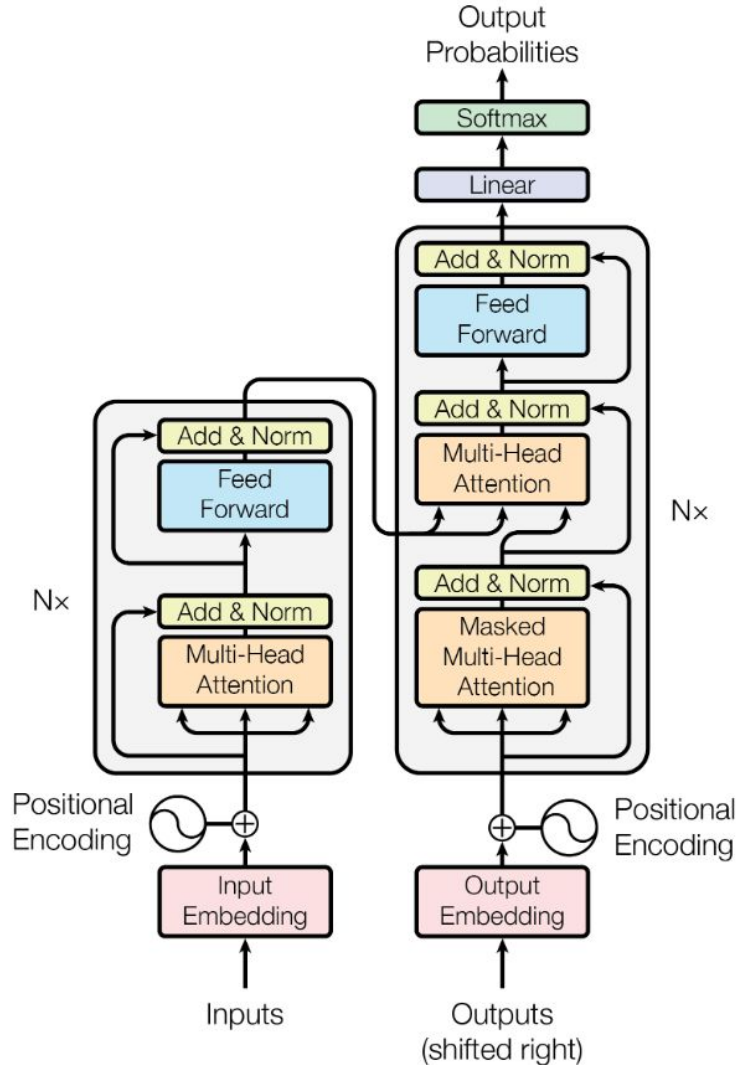 Output
Probabilities
Softmax
Linear
Add & Norm
Feed
Forward
Add & Norm
Multi-Head
Attention
Add & Norm
Masked
Multi-Head
Attention
N×
Add & Norm
Feed
Forward
Add & Norm
Multi-Head
Attention
N×
Positional
Encoding
Positional
Encoding
Input
Embedding
Output
Embedding
Inputs
Outputs
(shifted right)